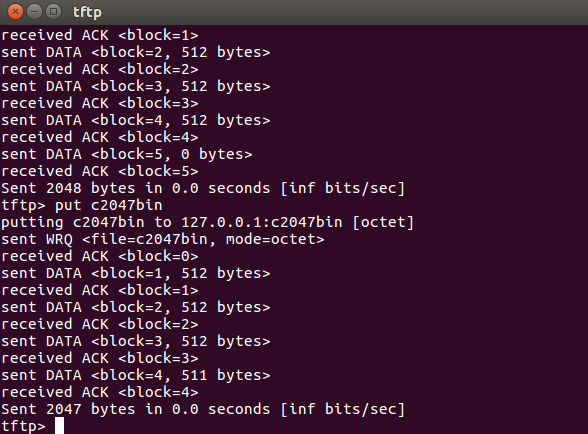 tftp
received ACK <block=1>
sent DATA <block=2, 512 bytes>
received ACK <block=2>
sent DATA <block=3, 512 bytes>
received ACK <block=3>
sent DATA <block=4, 512 bytes>
received ACK <block=4>
sent DATA <block=5, 0 bytes>
received ACK <block=5>
Sent 2048 bytes in 0.0 seconds [inf bits/sec]
tftp> put c2047bin
putting c2047bin to 127.0.0.1:c2047bin [octet]
sent WRQ <file=c2047bin, mode=octet>
received ACK <block=0>
sent DATA <block=1, 512 bytes>
received ACK <block=1>
sent DATA <block=2, 512 bytes>
received ACK <block=2>
sent DATA <block=3, 512 bytes>
received ACK <block=3>
sent DATA <block=4, 511 bytes>
received ACK <block=4>
Sent 2047 bytes in 0.0 seconds [inf bits/sec]
tftp>